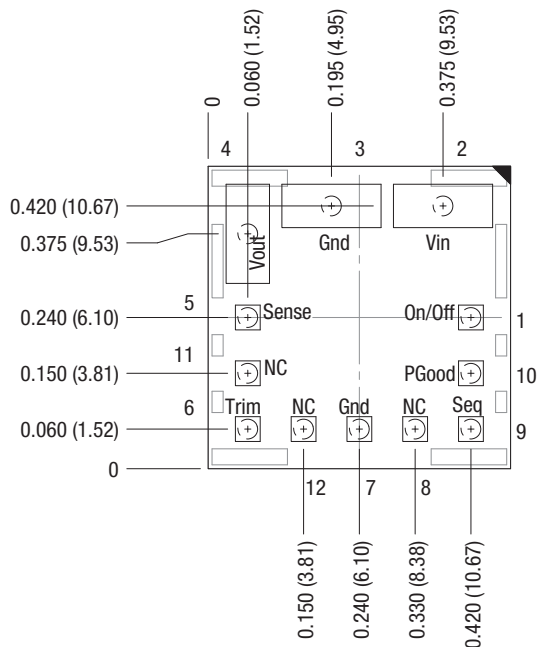 0
0.060 (1.52)
0.195 (4.95)
0.375 (9.53)
4
3
2
0.420 (10.67)
0.375 (9.53)
Vout
Gnd
Vin
0.240 (6.10)
5
Sense
On/Off
1
11
0.150 (3.81)
NC
PGood
10
6
Trim
NC
Gnd
NC
Seq
0.060 (1.52)
9
0
12
7
8
0.150 (3.81)
0.240 (6.10)
0.330 (8.38)
0.420 (10.67)